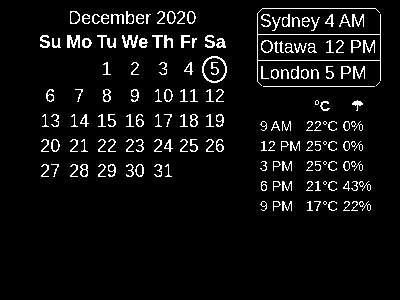 December 2020
Su Mo Tu We Th Fr Sa
1 2 3 4 5
6 7 8 9 10 11 12
13 14 15 16 17 18 19
20 21 22 23 24 25 26
27 28 29 30 31
Sydney 4 AM
Ottawa 12 PM
London 5 PM
°C ☂
9 AM 22°C 0%
12 PM 25°C 0%
3 PM 25°C 0%
6 PM 21°C 43%
9 PM 17°C 22%